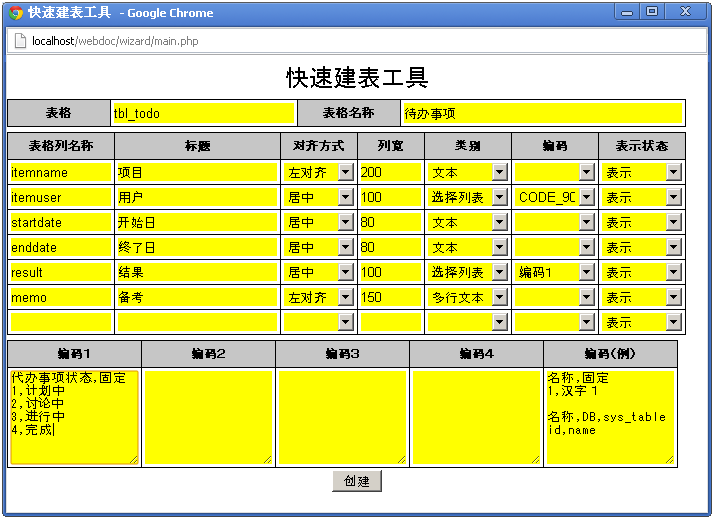 快速建表工具 - Google Chrome
localhost/webdoc/wizard/main.php
快速建表工具
表格 tbl_todo 表格名称 待办事项
表格列名称 标题 对齐方式 列宽 类别 编码 表示状态
itemname 项目 左对齐 200 文本 表示
itemuser 用户 居中 100 选择列表 CODE_90 表示
startdate 开始日 居中 80 文本 表示
enddate 终了日 居中 80 文本 表示
result 结果 居中 100 选择列表 编码1 表示
memo 备考 左对齐 150 多行文本 表示
表示
编码1 编码2 编码3 编码4 编码(例)
代办事项状态,固定
1,计划中
2,讨论中
3,进行中
4,完成
名称,固定
1,汉字1
名称,DB,sys_table
id,name
创建